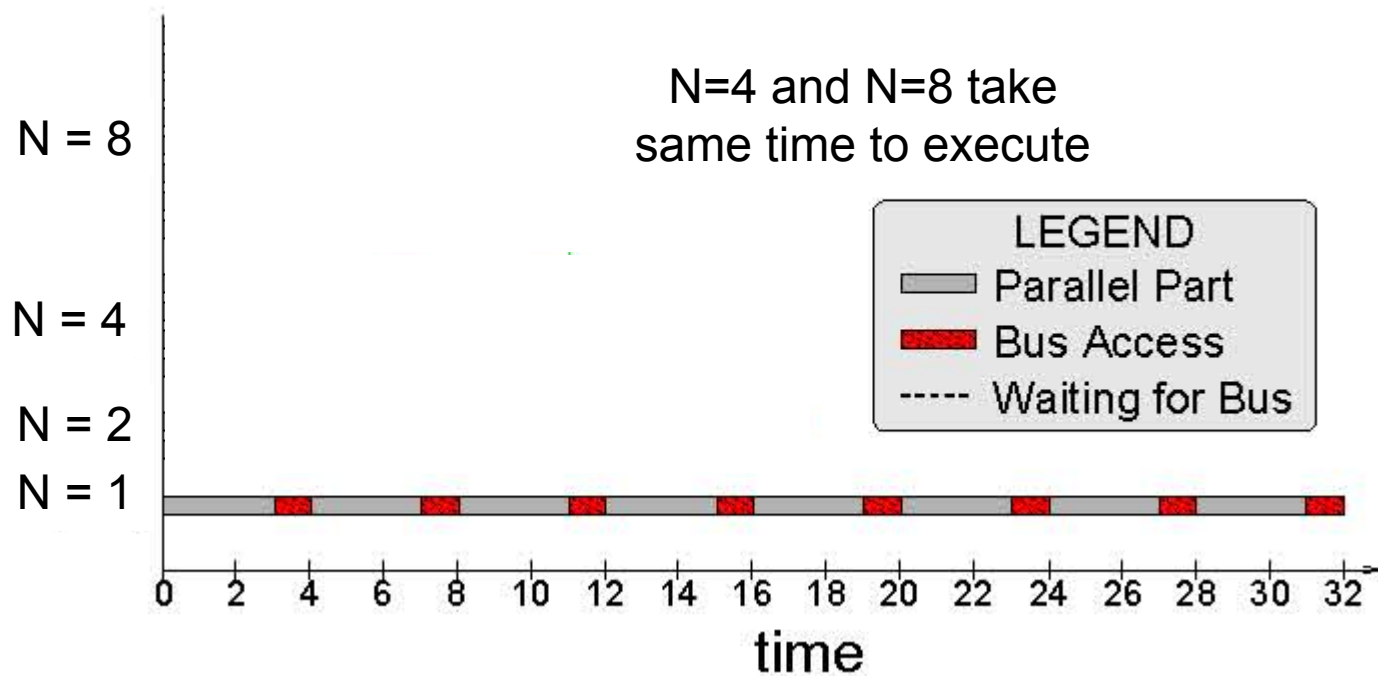 N=4 and N=8 take
same time to execute
N = 8
LEGEND
Parallel Part
Bus Access
Waiting for Bus
N = 4
N = 2
N = 1
0 2 4 6 8 10 12 14 16 18 20 22 24 26 28 30 32
time